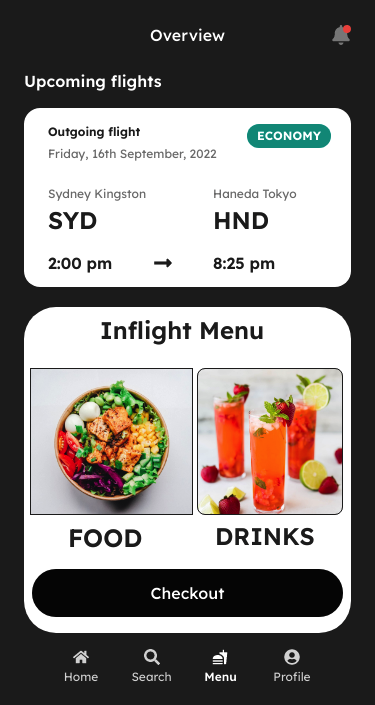 Overview
Upcoming flights
Outgoing flight
ECONOMY
Friday, 16th September, 2022
Sydney Kingston
Haneda Tokyo
SYD
HND
2:00 pm
8:25 pm
Inflight Menu
FOOD
DRINKS
Checkout
Home
Search
Menu
Profile